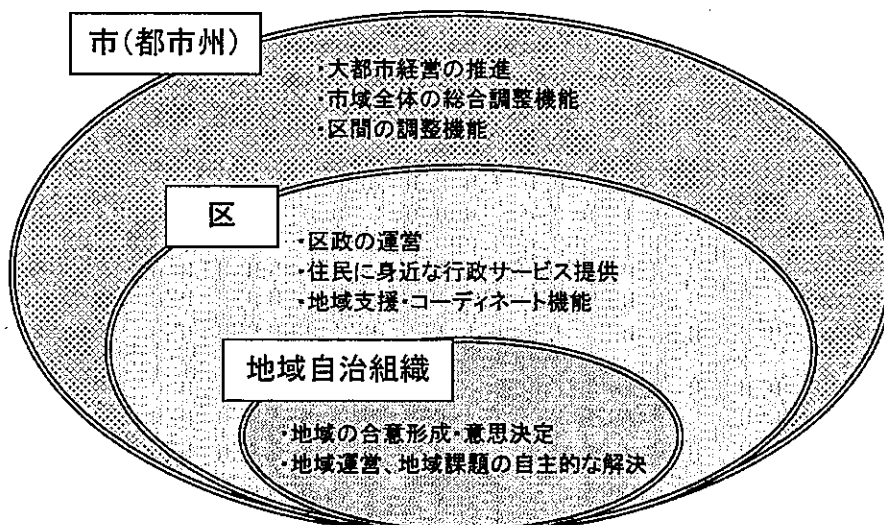 市(都市州)
・大都市経営の推進
・市域全体の総合調整機能
・区間の調整機能
区
・区政の運営
・住民に身近な行政サービス提供
・地域支援・コーディネート機能
地域自治組織
・地域の合意形成・意思決定
・地域運営、地域課題の自主的な解決